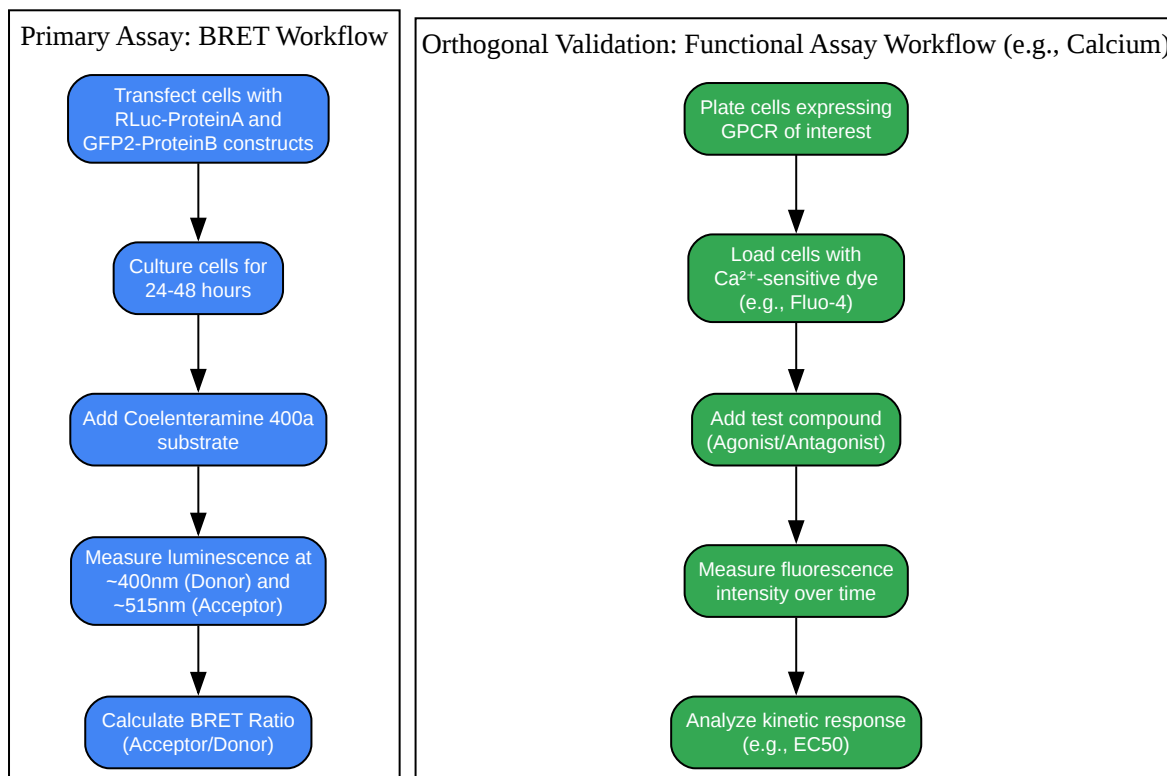 Primary Assay: BRET Workflow
Transfect cells with
RLuc-ProteinA and
GFP2-ProteinB constructs
Culture cells for
24-48 hours
Add Coelenteramine 400a
substrate
Measure luminescence at
~400nm (Donor) and
~515nm (Acceptor)
Calculate BRET Ratio
(Acceptor/Donor)
Orthogonal Validation: Functional Assay Workflow (e.g., Calcium)
Plate cells expressing
GPCR of interest
Load cells with
Ca²⁺-sensitive dye
(e.g., Fluo-4)
Add test compound
(Agonist/Antagonist)
Measure fluorescence
intensity over time
Analyze kinetic response
(e.g., EC50)